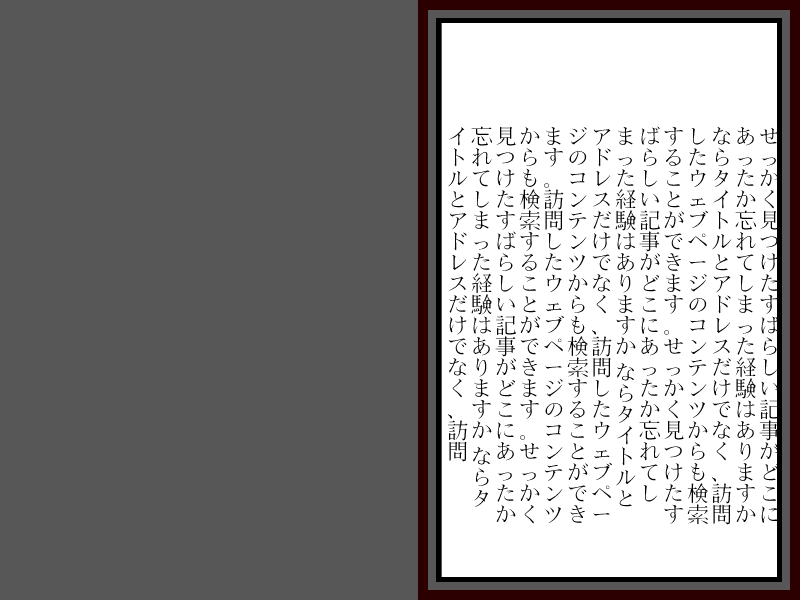 せっかく見つけたすばらしい記事がどこに
あったか忘れてしまった経験はありますか
ならタイトルとアドレスだけでなく、訪問
したウェブページのコンテンツからも検索
することができます。せっかく見つけたす
ばらしい記事がどこにあったか忘れてし
まった経験はありますか ならタイトルと
アドレスだけでなく、訪問したウェブペー
ジのコンテンツからも検索することができ
ます。訪問したウェブページのコンテンツ
からも検索することができます。せっかく
見つけたすばらしい記事がどこにあったか
忘れてしまった経験はありますか ならタ
イトルとアドレスだけでなく、訪問